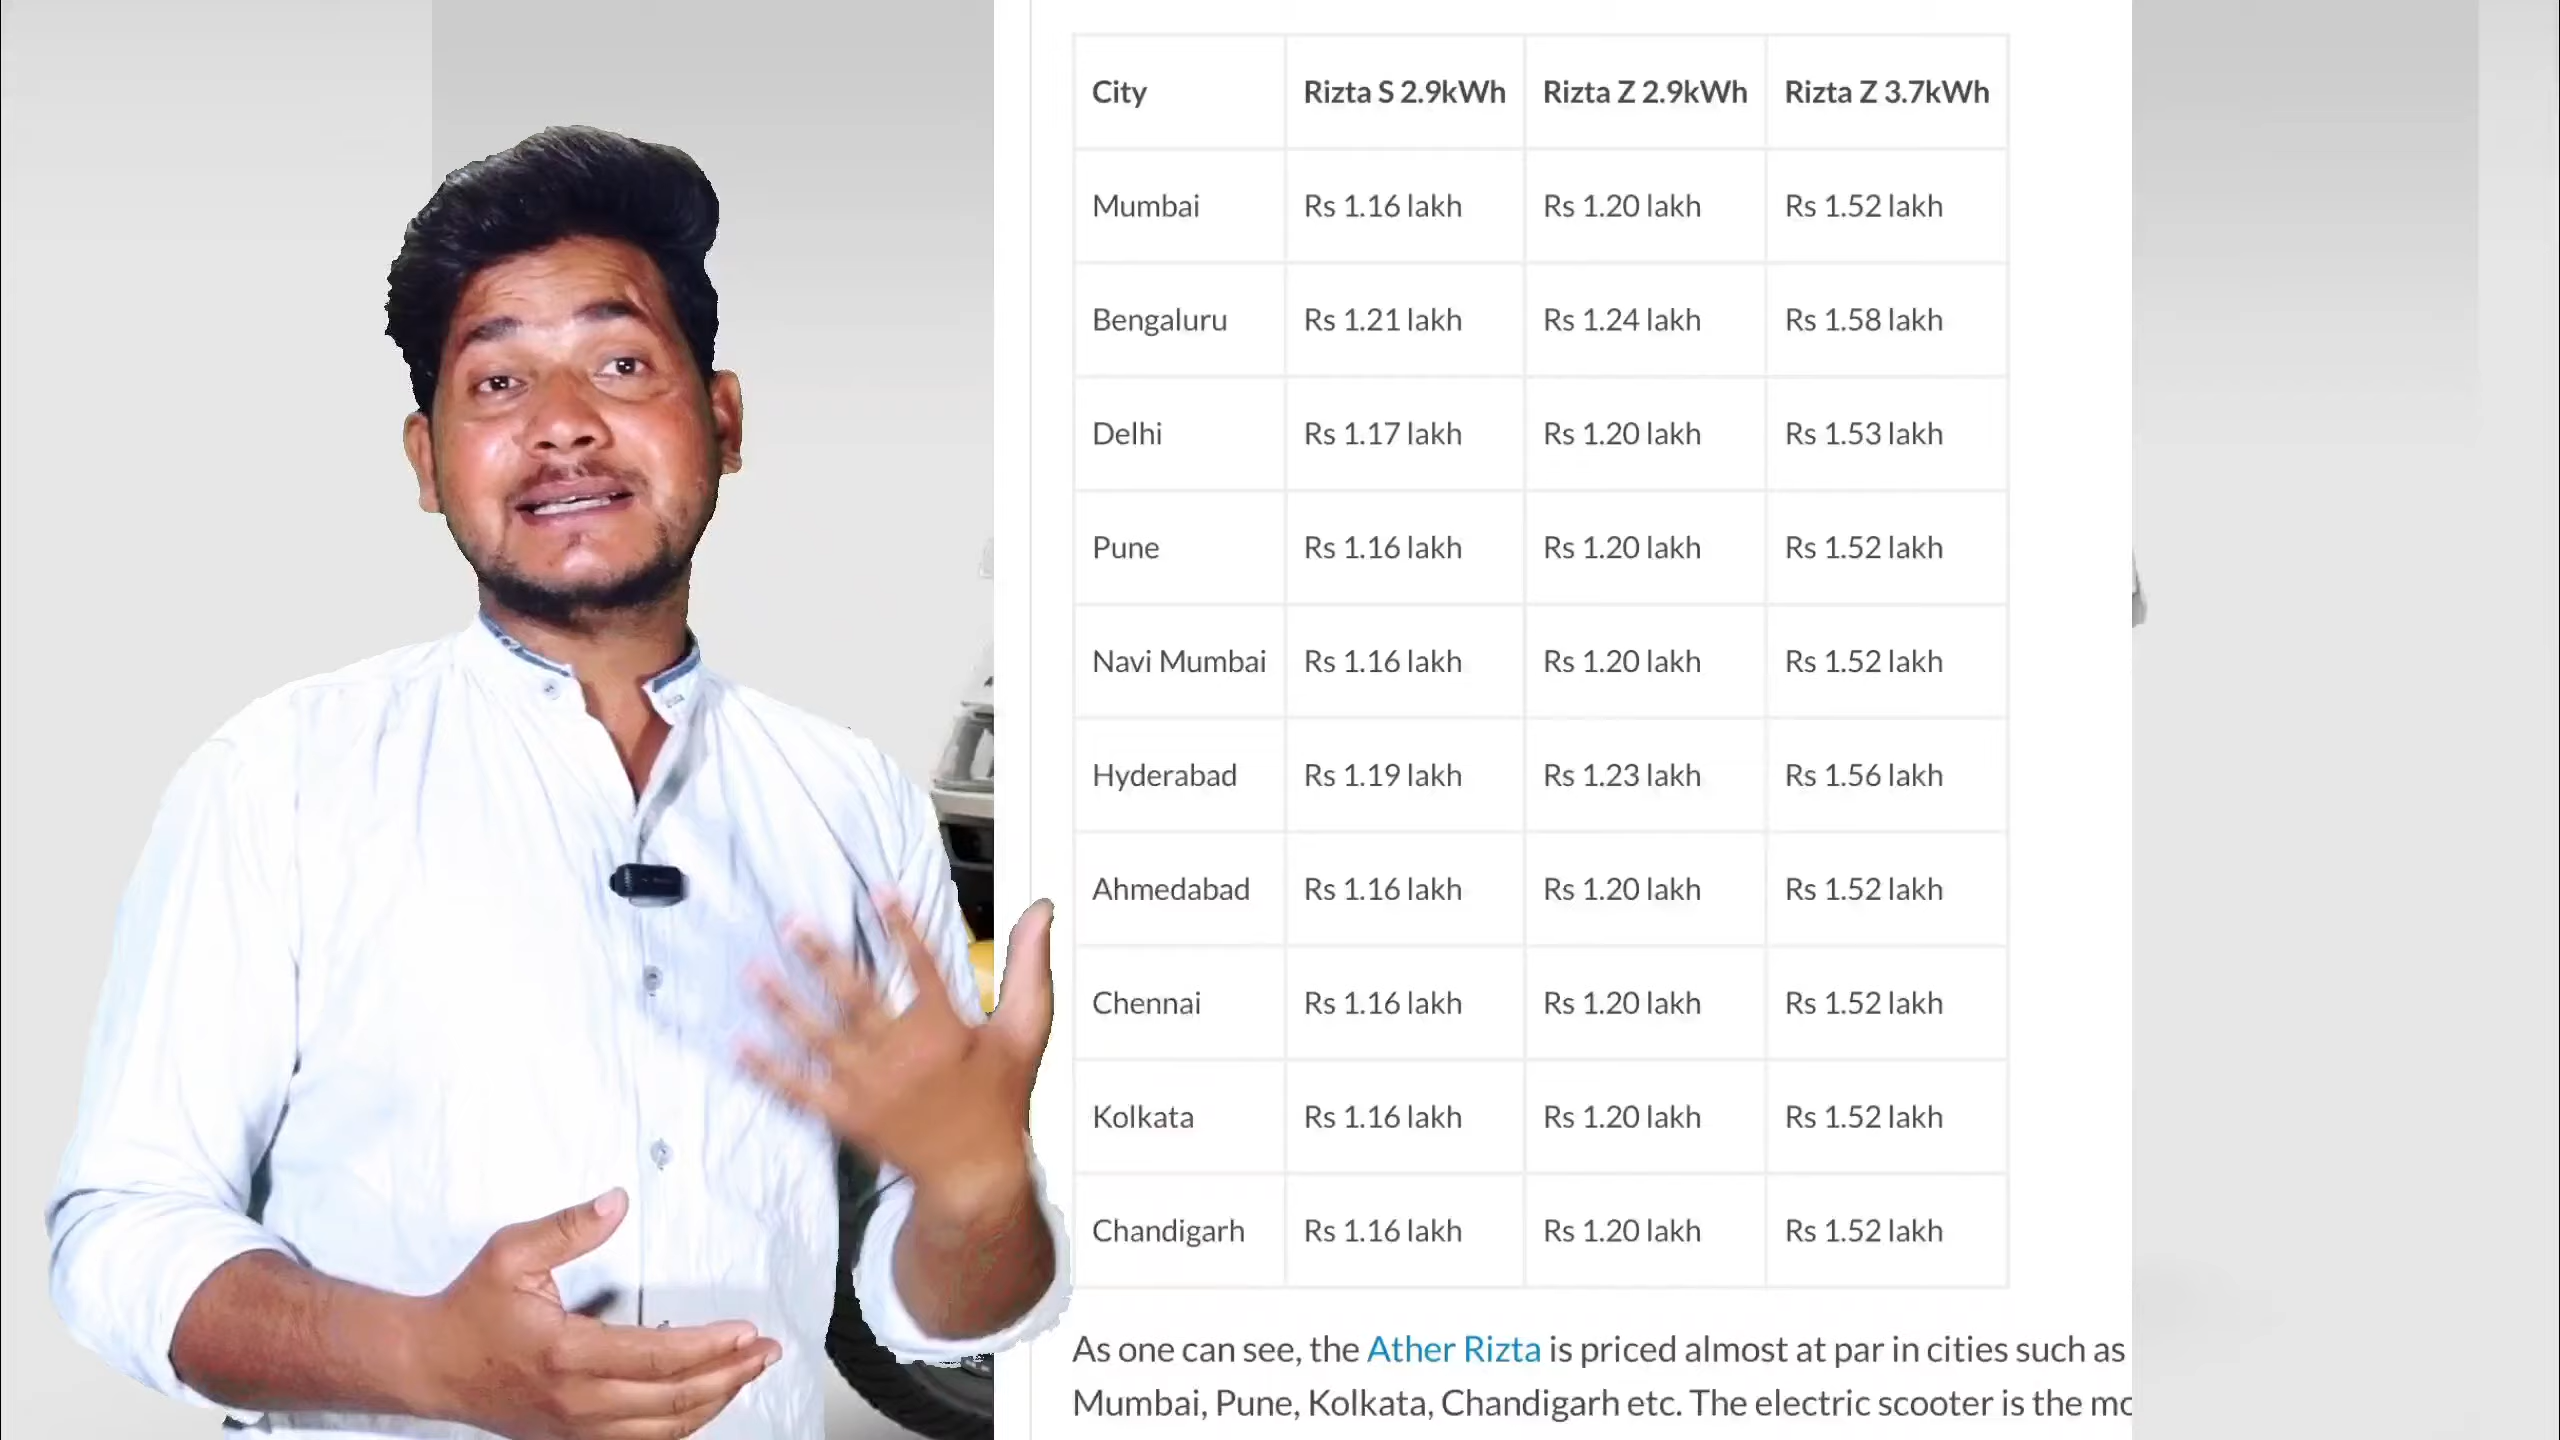 City Rizta S 2.9kWh Rizta Z 2.9kWh Rizta Z 3.7kWh
Mumbai Rs 1.16 lakh Rs 1.20 lakh Rs 1.52 lakh
Bengaluru Rs 1.21 lakh Rs 1.24 lakh Rs 1.58 lakh
Delhi Rs 1.17 lakh Rs 1.20 lakh Rs 1.53 lakh
Pune Rs 1.16 lakh Rs 1.20 lakh Rs 1.52 lakh
Navi Mumbai Rs 1.16 lakh Rs 1.20 lakh Rs 1.52 lakh
Hyderabad Rs 1.19 lakh Rs 1.23 lakh Rs 1.56 lakh
Ahmedabad Rs 1.16 lakh Rs 1.20 lakh Rs 1.52 lakh
Chennai Rs 1.16 lakh Rs 1.20 lakh Rs 1.52 lakh
Kolkata Rs 1.16 lakh Rs 1.20 lakh Rs 1.52 lakh
Chandigarh Rs 1.16 lakh Rs 1.20 lakh Rs 1.52 lakh
As one can see, the Ather Rizta is priced almost at par in cities such as
Mumbai, Pune, Kolkata, Chandigarh etc. The electric scooter is the